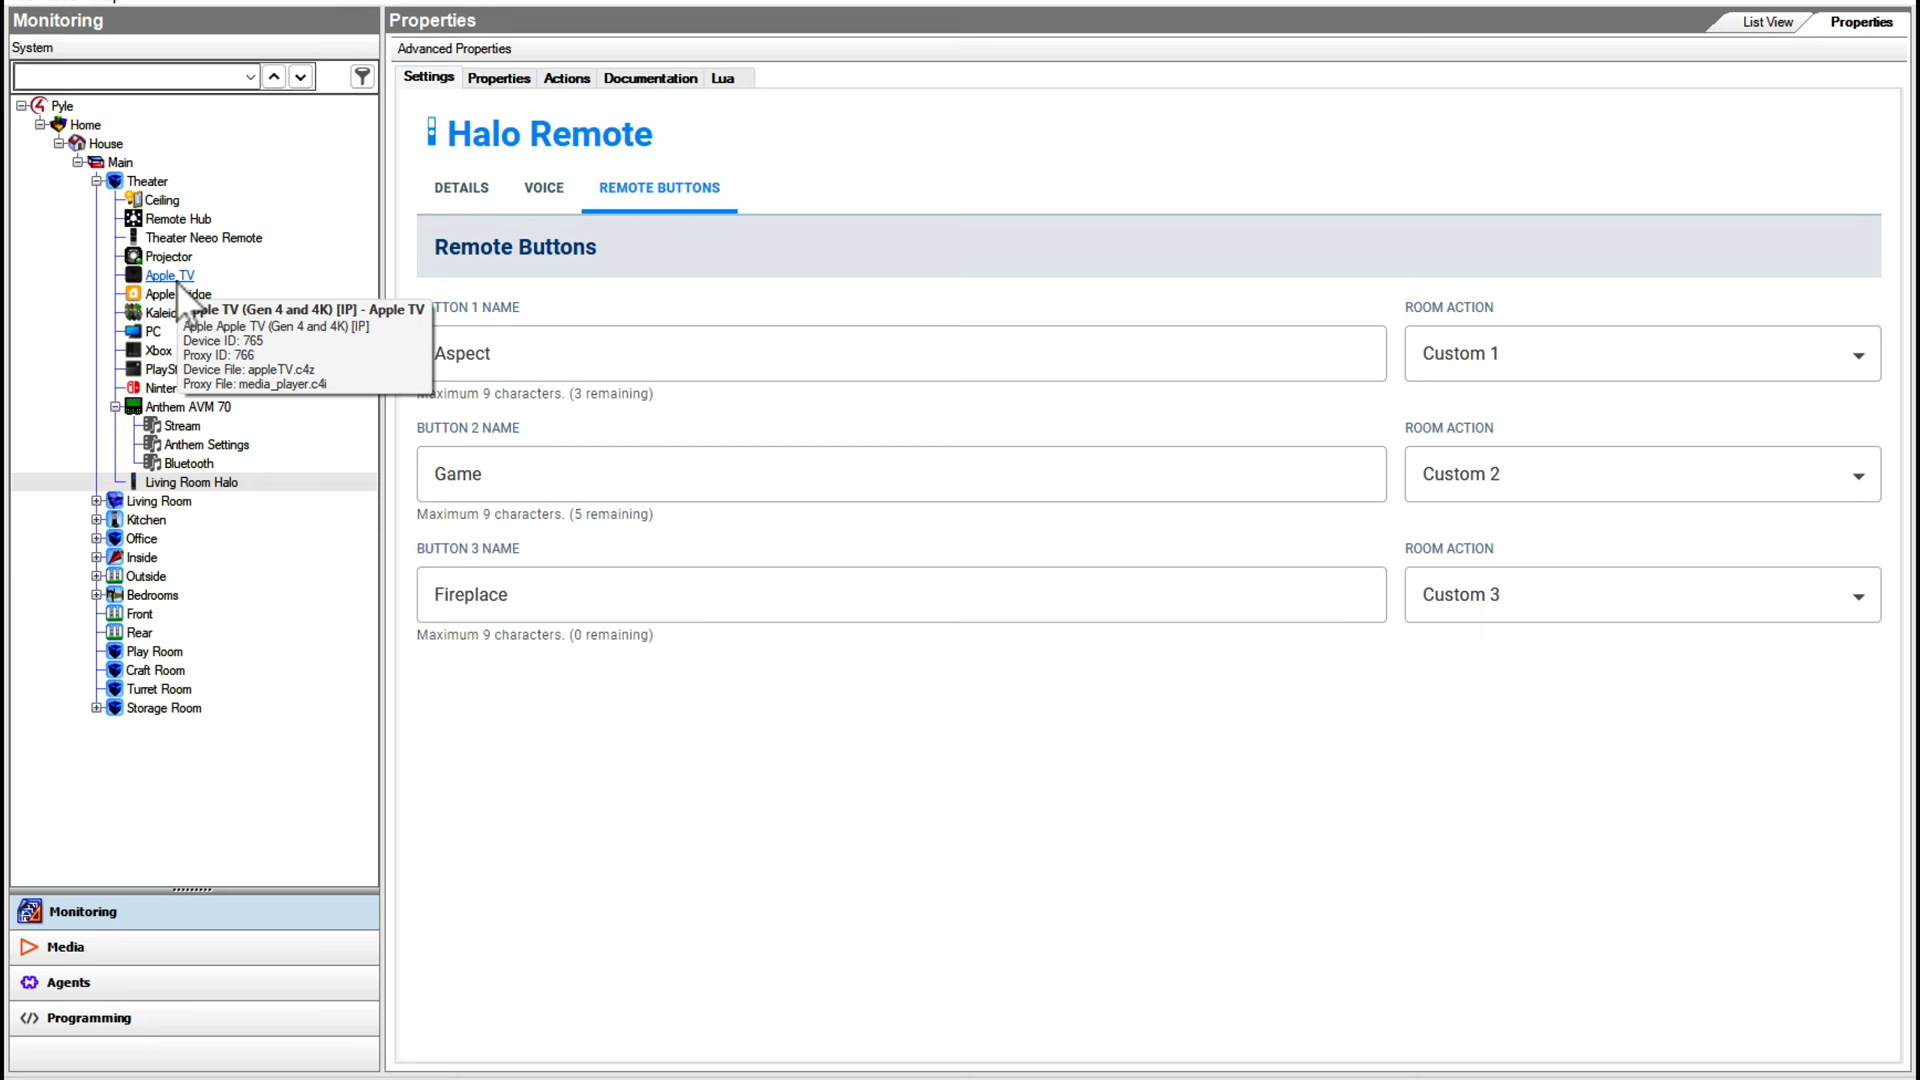 Monitoring
System
Pyle
Home
House
Main
Theater
Ceiling
Remote Hub
Theater Neeo Remote
Projector
Apple TV
Apple
Kaleid
PC
Xbox
PlaySt
Ninter
Anthem AVM 70
Stream
Anthem Settings
Bluetooth
Living Room Halo
Living Room
Kitchen
Office
Inside
Outside
Bedrooms
Front
Rear
Play Room
Craft Room
Turret Room
Storage Room
Monitoring
Media
Agents
Programming
Apple TV (Gen 4 and 4K) [IP] - Apple TV
Apple Apple TV (Gen 4 and 4K) [IP]
Device ID: 765
Proxy ID: 766
Device File: appleTV.c4z
Proxy File: media_player.c4i
Properties
List View Properties
Advanced Properties
Settings Properties Actions Documentation Lua
Halo Remote
DETAILS VOICE REMOTE BUTTONS
Remote Buttons
TTON 1 NAME ROOM ACTION
Aspect Custom 1
Maximum 9 characters. (3 remaining)
BUTTON 2 NAME ROOM ACTION
Game Custom 2
Maximum 9 characters. (5 remaining)
BUTTON 3 NAME ROOM ACTION
Fireplace Custom 3
Maximum 9 characters. (0 remaining)